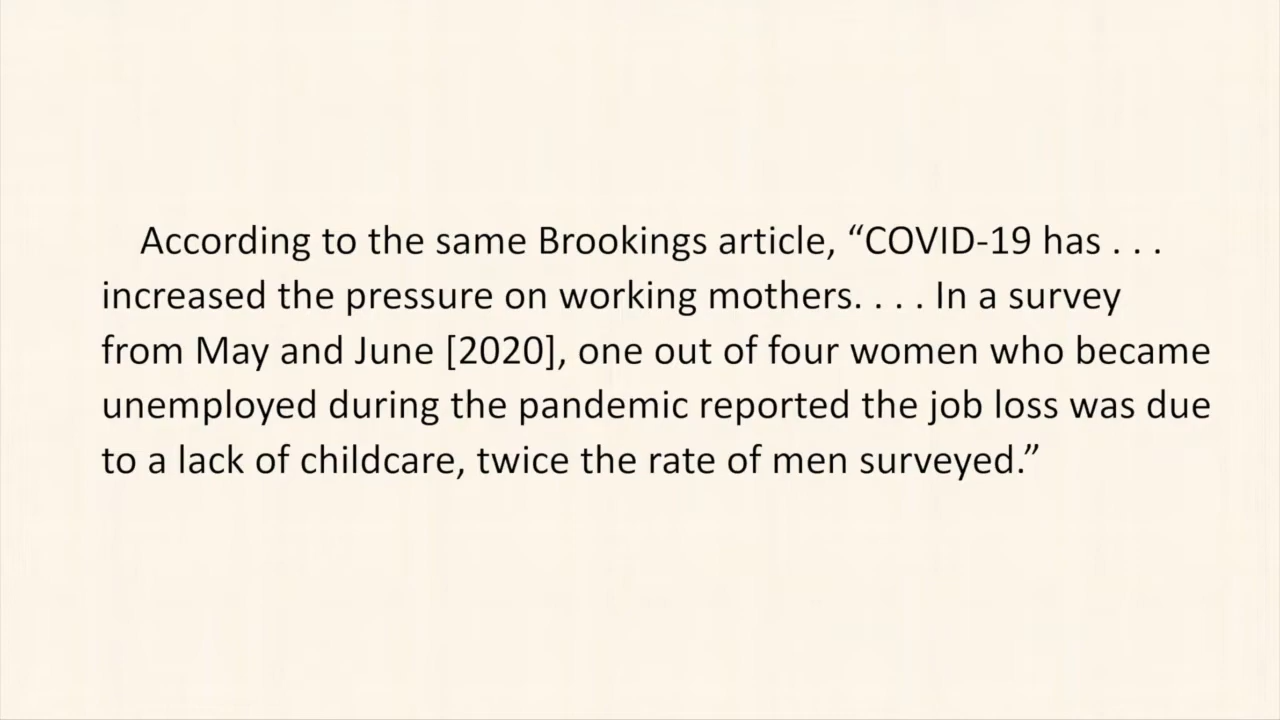 According to the same Brookings article, “COVID-19 has . . .
increased the pressure on working mothers. . . . In a survey
from May and June [2020], one out of four women who became
unemployed during the pandemic reported the job loss was due
to a lack of childcare, twice the rate of men surveyed.”